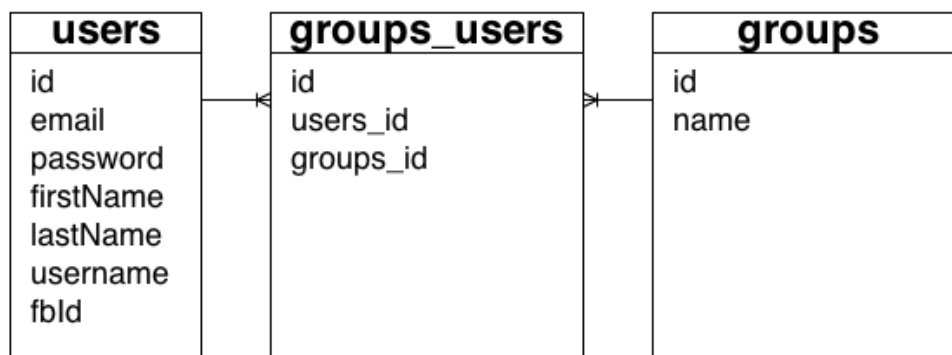 users
id
email
password
firstName
lastName
username
fbId
groups_users
id
users_id
groups_id
groups
id
name